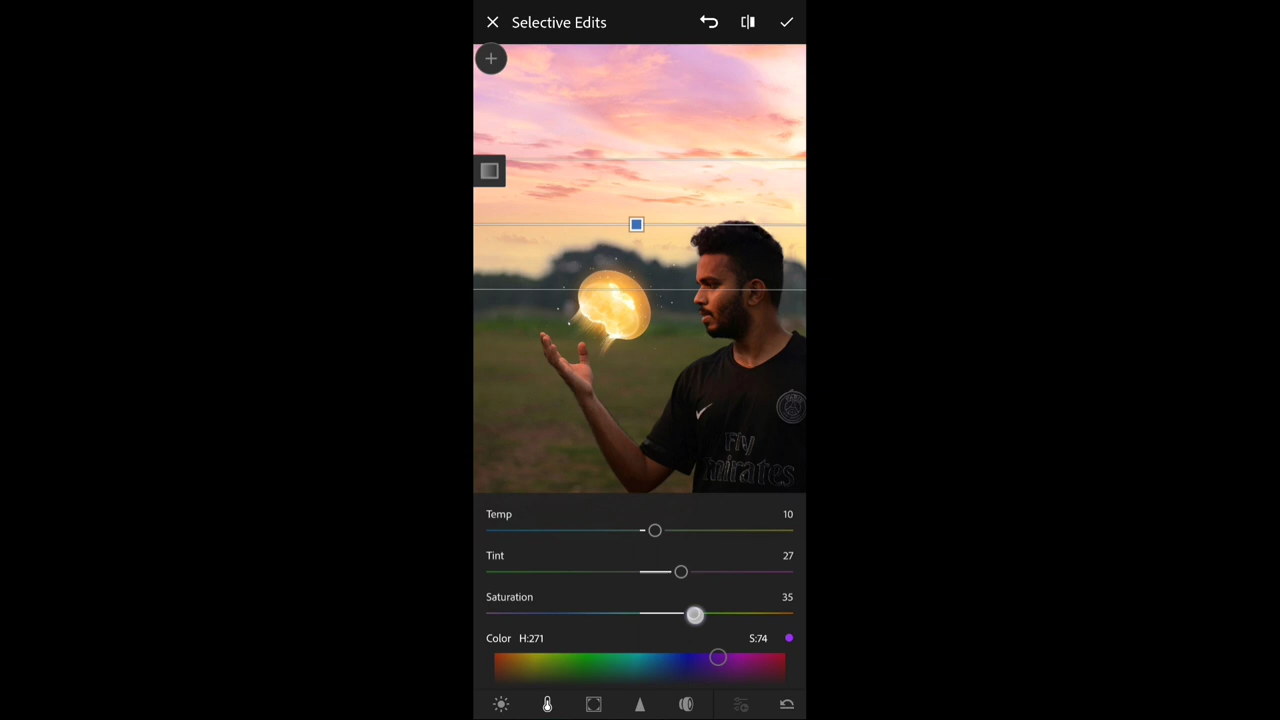 Selective Edits
Fly
Emirates
Temp 10
Tint 27
Saturation 35
Color H:271 S:74